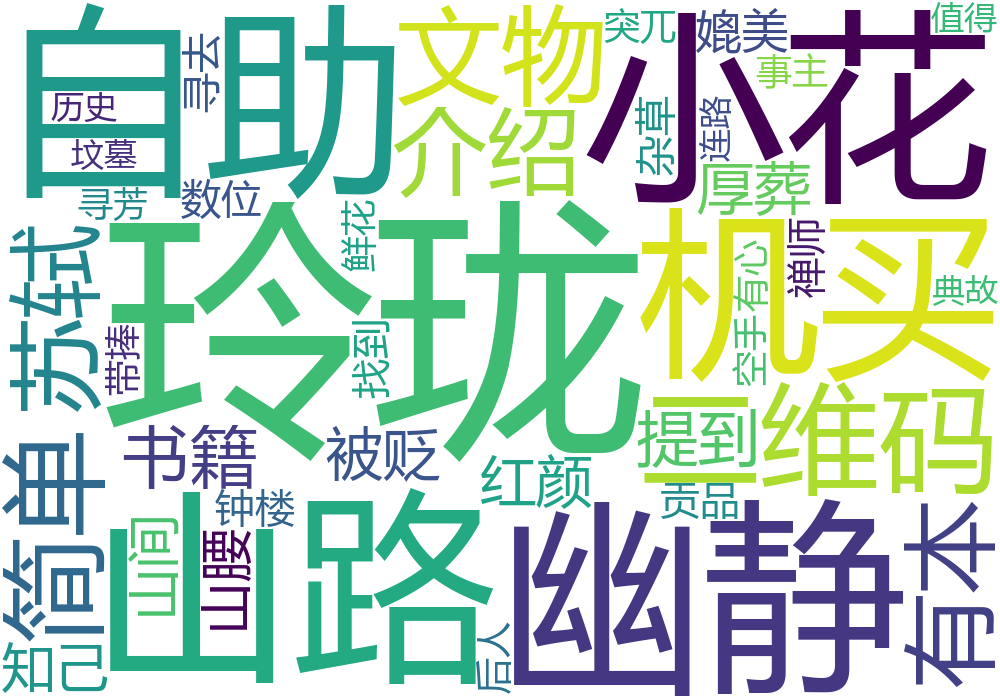 自助
文物
小花
值得
突兀
媲美
事主
寻去
历史
坟墓
介绍
杂草
连路
寻芳
数位
厚葬
鲜花
玲珑
机买
禅师
有心
典故
苏轼
带捧
找到
空手
二维码
提到
书籍
被贬
红颜
贡品
简单
钟楼
山路
山间
山腰
幽静
有本
知己
后人